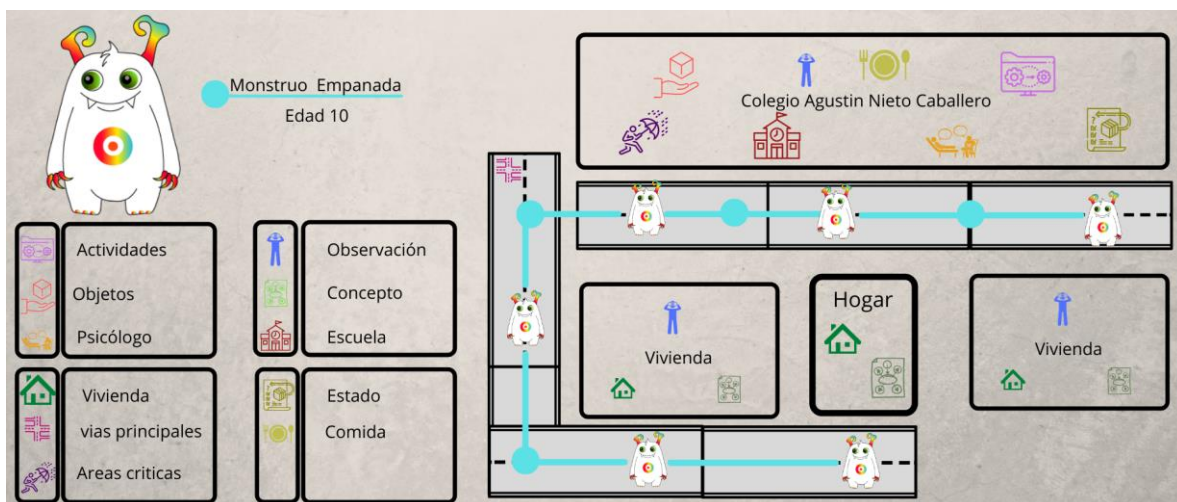 Monstruo Empanada
Edad 10
Colegio Agustin Nieto Caballero
Actividades
Objetos
Psicólogo
Observación
Concepto
Escuela
Vivienda
vias principales
Areas criticas
Estado
Comida
Vivienda
Hogar
Vivienda